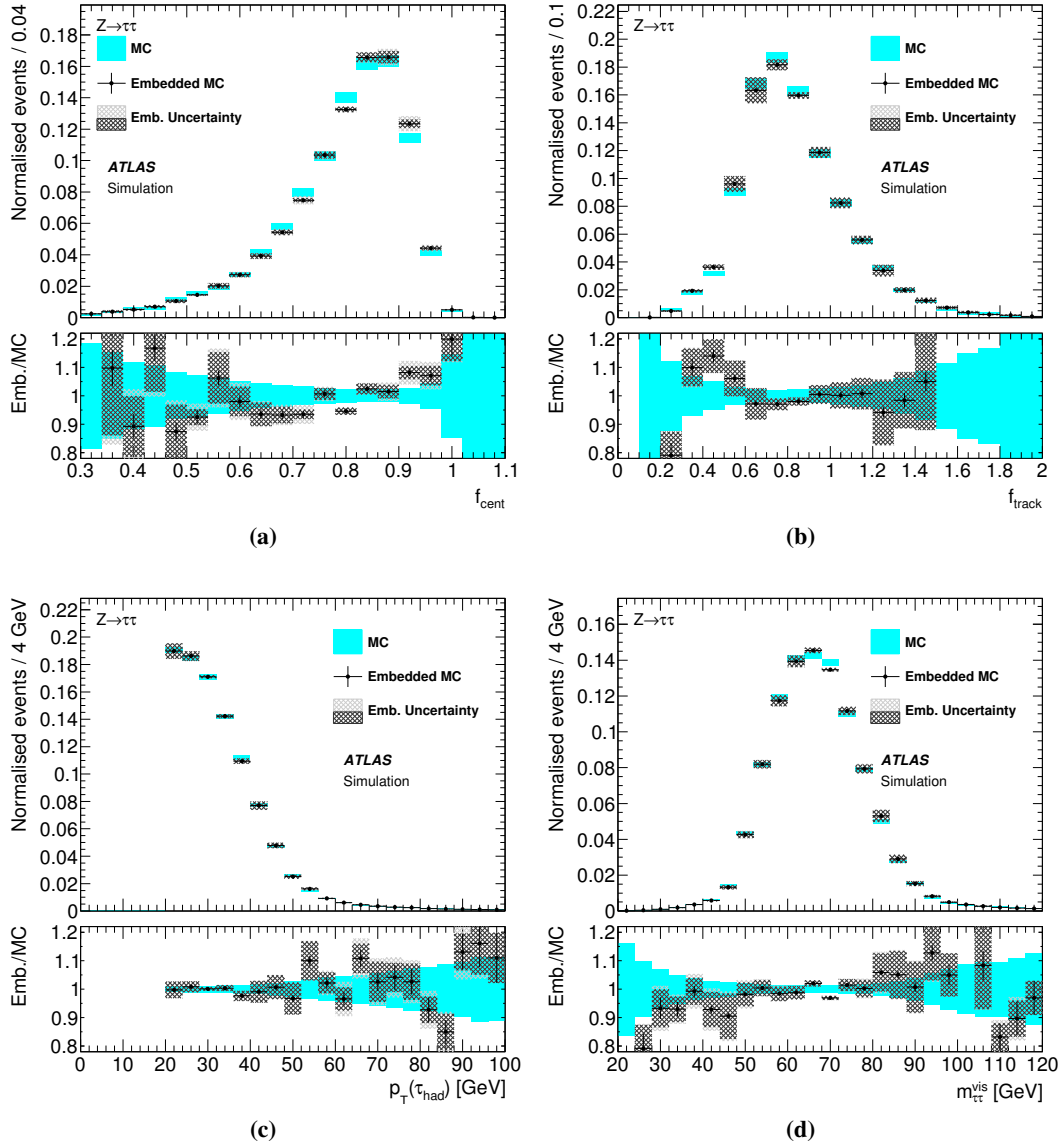 Z→ττ
MC
Embedded MC
Emb. Uncertainty
ATLAS
Simulation
Normalised events / 0.04
0.18
0.16
0.14
0.12
0.1
0.08
0.06
0.04
0.02
0
Emb./MC
1.2
1.1
1
0.9
0.8
0.3 0.4 0.5 0.6 0.7 0.8 0.9 1 1.1
f_cent
(a)
Z→ττ
MC
Embedded MC
Emb. Uncertainty
ATLAS
Simulation
Normalised events / 0.1
0.22
0.2
0.18
0.16
0.14
0.12
0.1
0.08
0.06
0.04
0.02
0
Emb./MC
1.2
1.1
1
0.9
0.8
0 0.2 0.4 0.6 0.8 1 1.2 1.4 1.6 1.8 2
f_track
(b)
Z→ττ
MC
Embedded MC
Emb. Uncertainty
ATLAS
Simulation
Normalised events / 4 GeV
0.22
0.2
0.18
0.16
0.14
0.12
0.1
0.08
0.06
0.04
0.02
0
Emb./MC
1.2
1.1
1
0.9
0.8
0 10 20 30 40 50 60 70 80 90 100
p_T(τ_had) [GeV]
(c)
Z→ττ
MC
Embedded MC
Emb. Uncertainty
ATLAS
Simulation
Normalised events / 4 GeV
0.16
0.14
0.12
0.1
0.08
0.06
0.04
0.02
0
Emb./MC
1.2
1.1
1
0.9
0.8
20 30 40 50 60 70 80 90 100 110 120
m_ττ^vis [GeV]
(d)